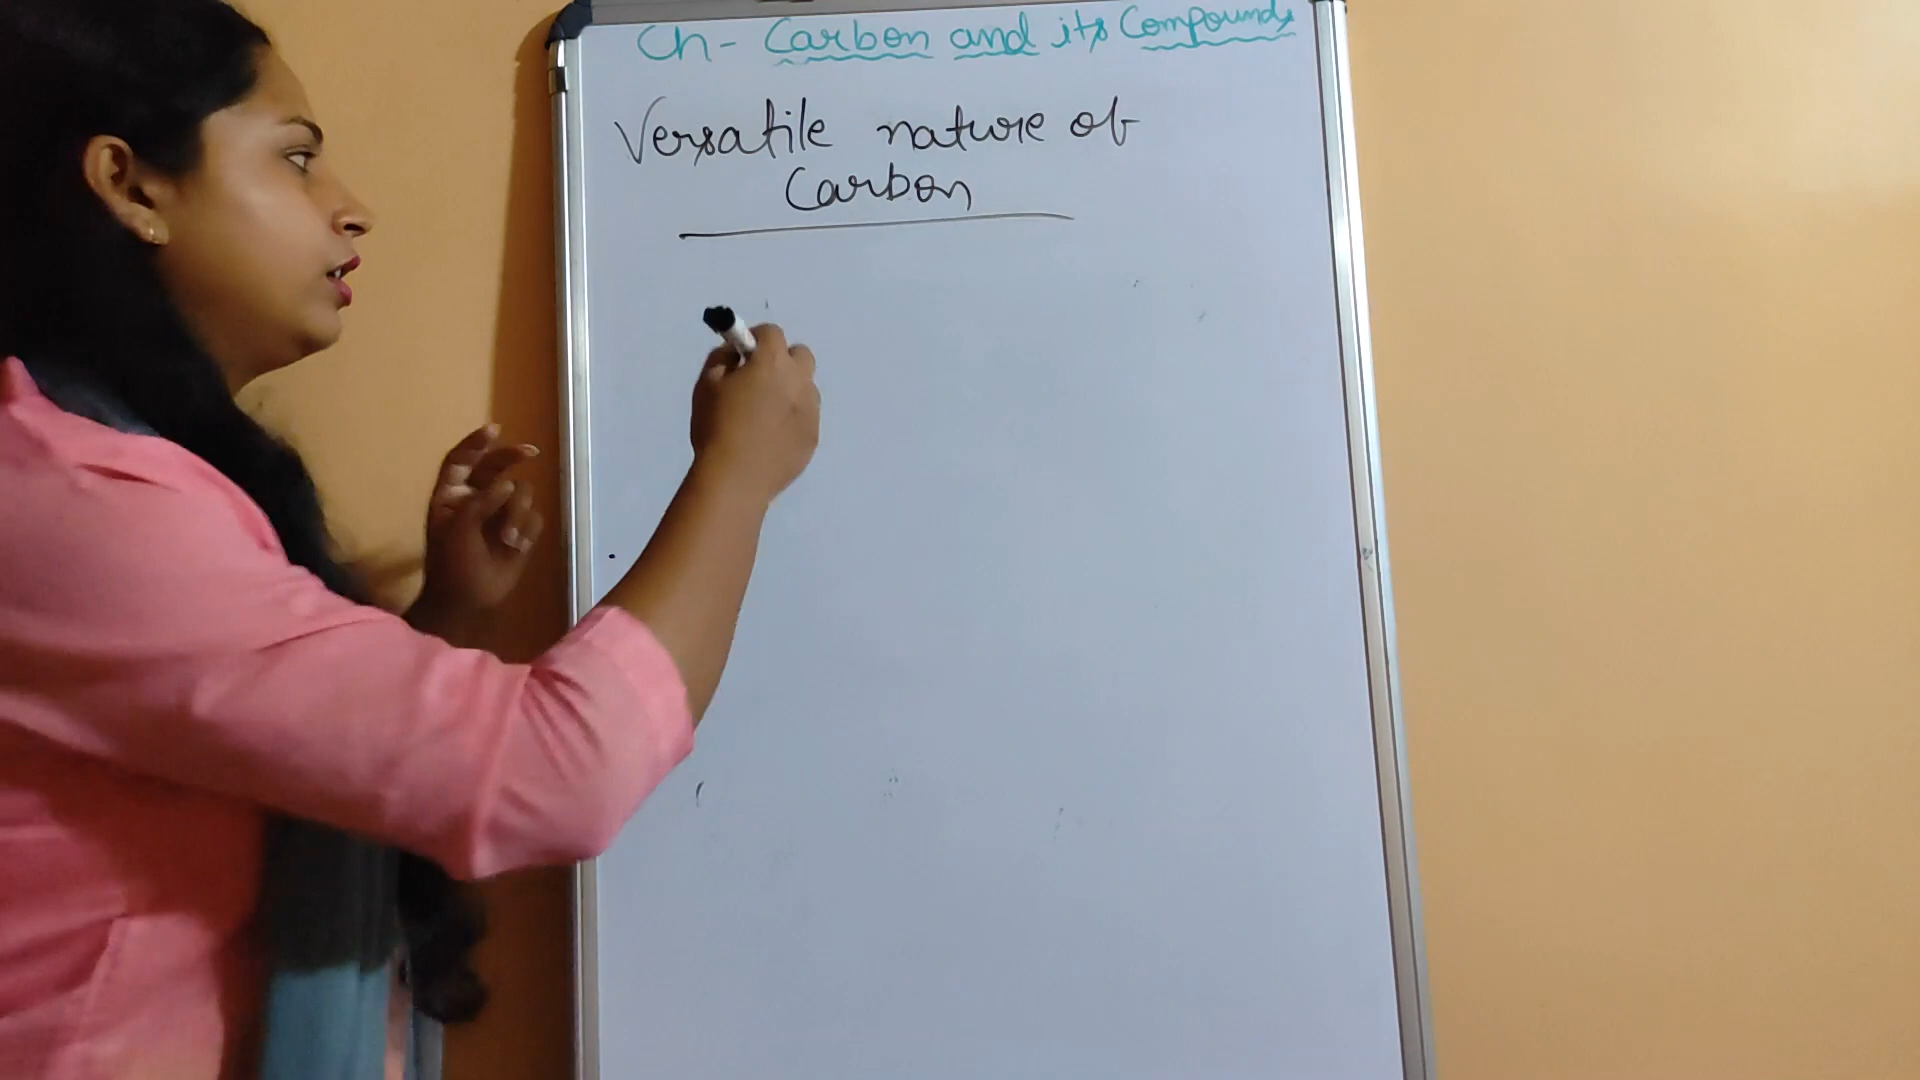 Ch- Carbon and its Compounds
Versatile nature of
Carbon